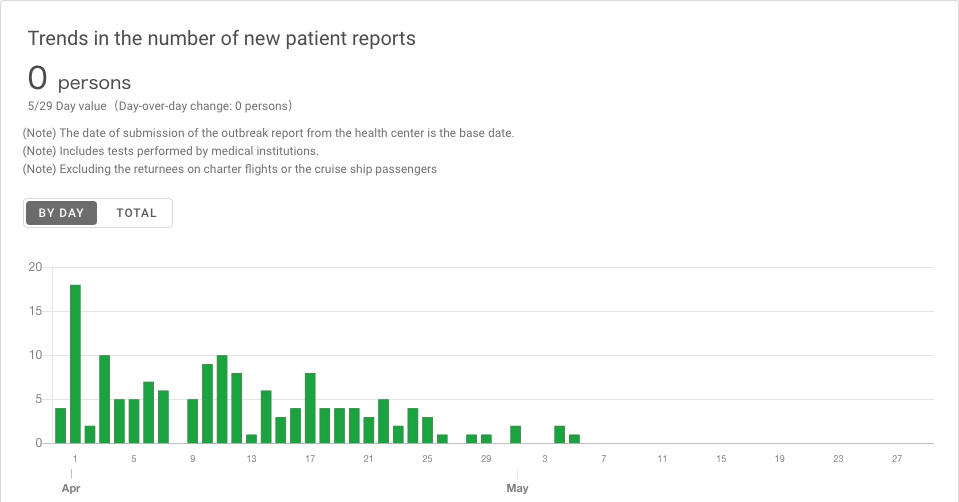 Trends in the number of new patient reports
0 persons
5/29 Day value (Day-over-day change: 0 persons)
(Note) The date of submission of the outbreak report from the health center is the base date.
(Note) Includes tests performed by medical institutions.
(Note) Excluding the returnees on charter flights or the cruise ship passengers
BY DAY TOTAL
20
15
10
5
0
1 5 9 13 17 21 25 29 3 7 11 15 19 23 27
Apr May